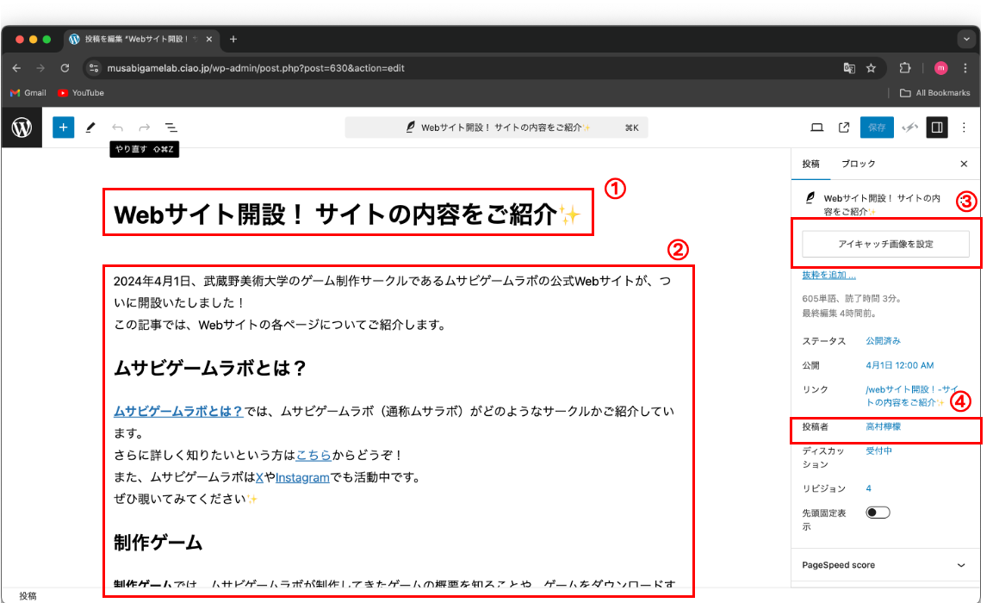 投稿を編集 "Webサイト開設！
musabigamelab.ciao.jp/wp-admin/post.php?post=630&action=edit
m
Gmail
YouTube
All Bookmarks
Webサイト開設！ サイトの内容をご紹介✨ ⌘K
保存
やり直す ⇧⌘Z
投稿 ブロック
①
Webサイト開設！ サイトの内容をご紹介✨
②
2024年4月1日、武蔵野美術大学のゲーム制作サークルであるムサビゲームラボの公式Webサイトが、つ
いに開設いたしました！
この記事では、Webサイトの各ページについてご紹介します。
ムサビゲームラボとは？
ムサビゲームラボとは？では、ムサビゲームラボ（通称ムサラボ）がどのようなサークルかご紹介してい
ます。
さらに詳しく知りたいという方はこちらからどうぞ！
また、ムサビゲームラボはXやInstagramでも活動中です。
ぜひ覗いてみてください✨
制作ゲーム
制作ゲームでは、ムサビゲームラボが制作してきたゲームの概要を知ることや、ゲームをダウンロードす
Webサイト開設！ サイトの内
容をご紹介✨
③
アイキャッチ画像を設定
抜粋を追加 ...
605単語、読了時間 3分。
最終編集 4時間前。
ステータス 公開済み
公開 4月1日 12:00 AM
リンク /webサイト開設！-サイ
トの内容をご紹介✨
④
投稿者 高村檸檬
ディスカッ 受付中
ション
リビジョン 4
先頭固定表
示
PageSpeed score
投稿